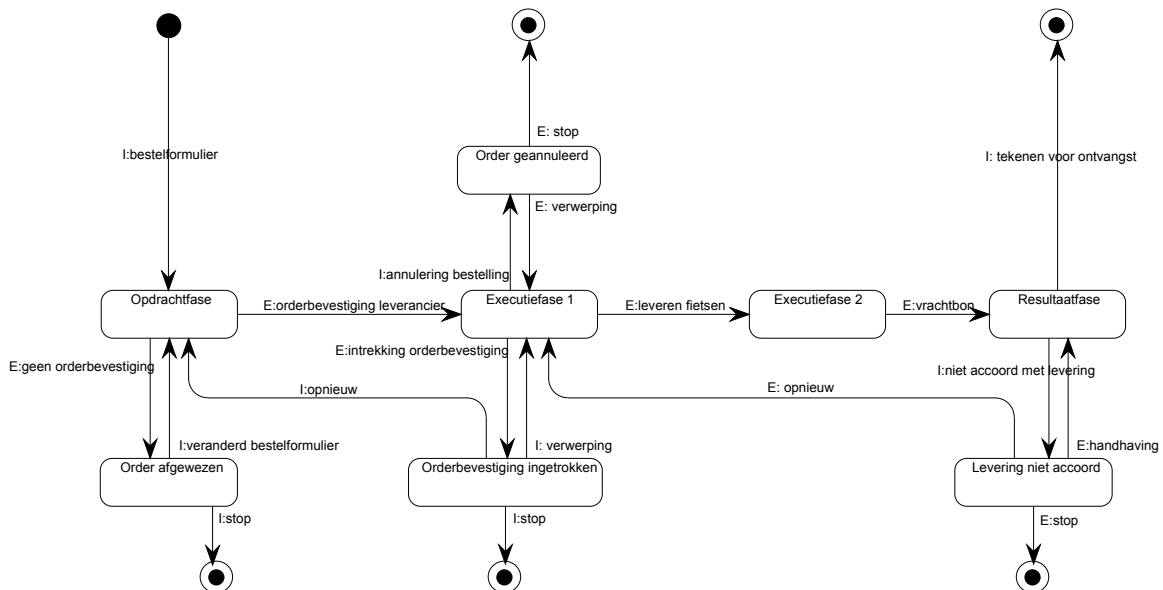 E: stop
I:bestelformulier
Order geannuleerd
I: tekenen voor ontvangst
E: verwerping
I:annulering bestelling
Opdrachtfase
E:orderbevestiging leverancier
Executiefase 1
E:leveren fietsen
Executiefase 2
E:vrachtbon
Resultaatfase
E:geen orderbevestiging
E:intrekking orderbevestiging
I:niet accoord met levering
I:opnieuw
E: opnieuw
I:veranderd bestelformulier
I: verwerping
E:handhaving
Order afgewezen
Orderbevestiging ingetrokken
Levering niet accoord
I:stop
I:stop
E:stop